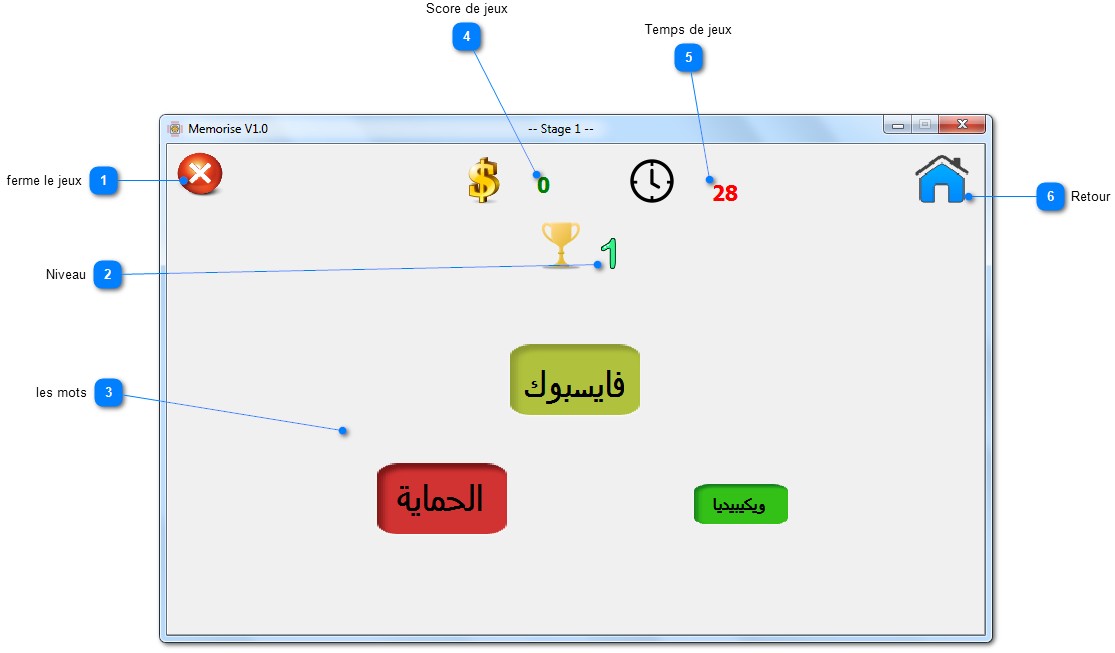 Score de jeux
4
Temps de jeux
5
Memorise V1.0
-- Stage 1 --
ferme le jeux
1
0
28
6
Retour
1
Niveau
2
les mots
3
فايسبوك
الحماية
ويكيبيديا